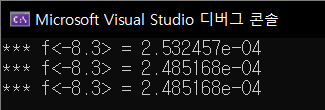 Microsoft Visual Studio 디버그 콘솔
*** f<-8.3> = 2.532457e-04
*** f<-8.3> = 2.485168e-04
*** f<-8.3> = 2.485168e-04